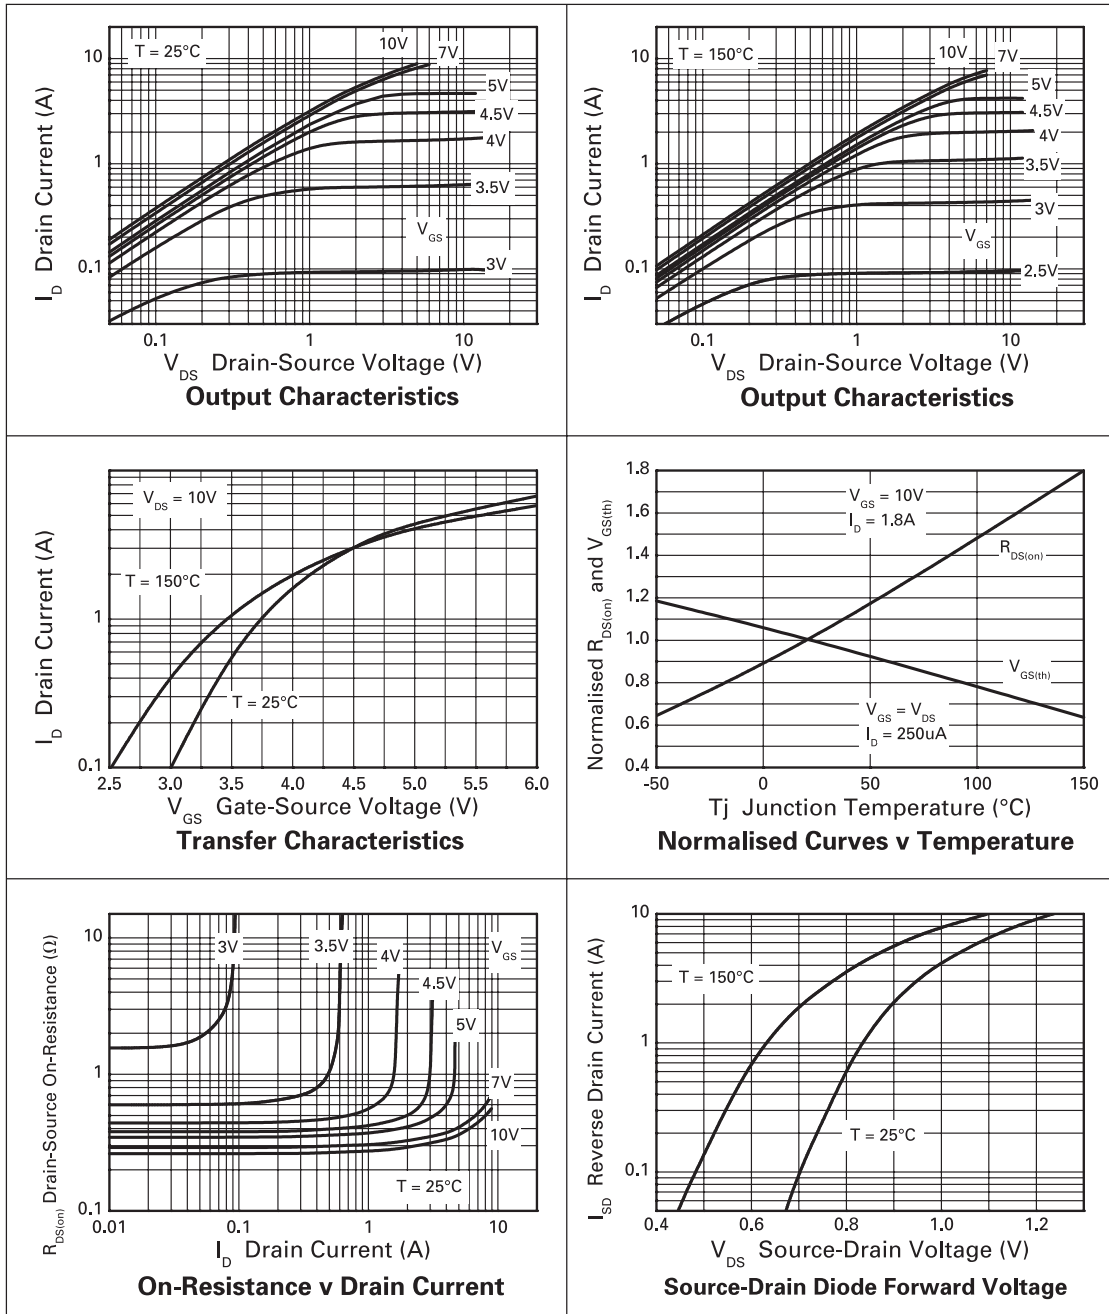 T = 25°C
10V
7V
5V
4.5V
4V
3.5V
V_GS
3V
10
1
0.1
I_D Drain Current (A)
0.1 1 10
V_DS Drain-Source Voltage (V)
Output Characteristics
T = 150°C
10V
7V
5V
4.5V
4V
3.5V
3V
V_GS
2.5V
10
1
0.1
I_D Drain Current (A)
0.1 1 10
V_DS Drain-Source Voltage (V)
Output Characteristics
V_DS = 10V
T = 150°C
T = 25°C
1
0.1
I_D Drain Current (A)
2.5 3.0 3.5 4.0 4.5 5.0 5.5 6.0
V_GS Gate-Source Voltage (V)
Transfer Characteristics
1.8
1.6
1.4
1.2
1.0
0.8
0.6
0.4
Normalised R_DS(on) and V_GS(th)
V_GS = 10V
I_D = 1.8A
R_DS(on)
V_GS(th)
V_GS = V_DS
I_D = 250uA
-50 0 50 100 150
Tj Junction Temperature (°C)
Normalised Curves v Temperature
10
1
0.1
R_DS(on) Drain-Source On-Resistance (Ω)
3V
3.5V
4V
V_GS
4.5V
5V
7V
10V
T = 25°C
0.01 0.1 1 10
I_D Drain Current (A)
On-Resistance v Drain Current
10
1
0.1
I_SD Reverse Drain Current (A)
T = 150°C
T = 25°C
0.4 0.6 0.8 1.0 1.2
V_DS Source-Drain Voltage (V)
Source-Drain Diode Forward Voltage